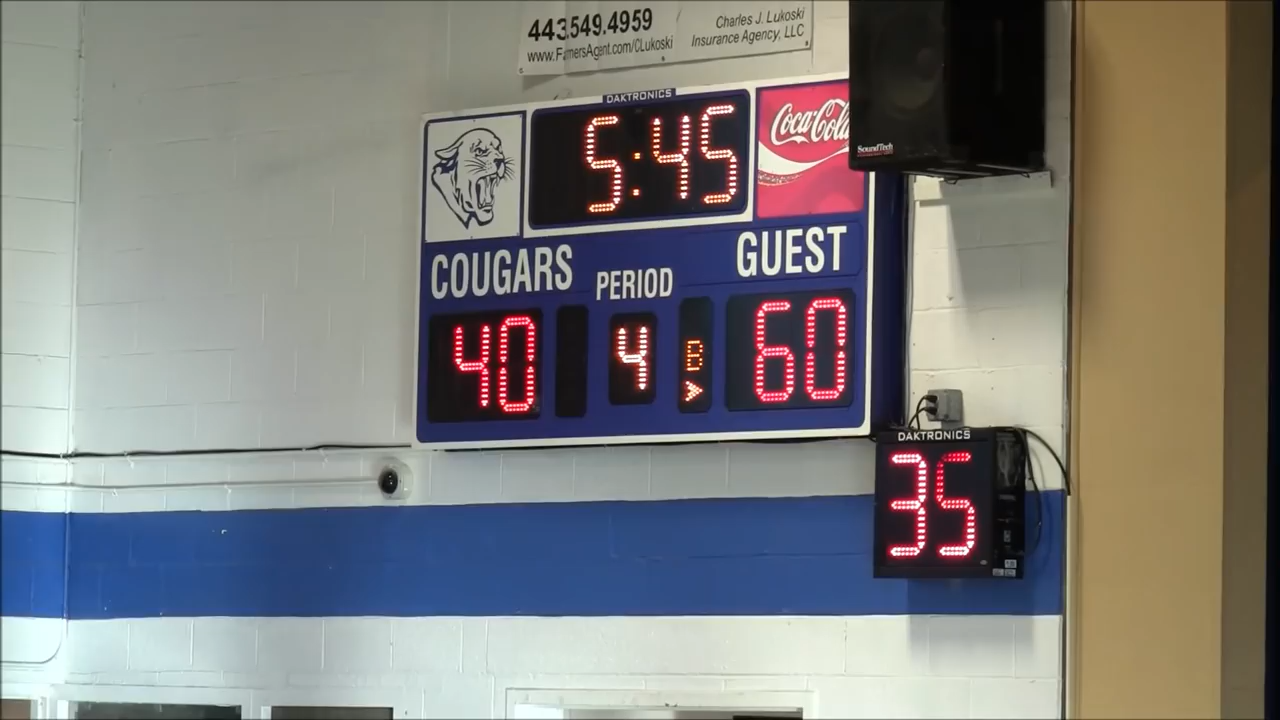 443.549.4959
www.FarmersAgent.com/CLukoski
Charles J. Lukoski
Insurance Agency, LLC
DAKTRONICS
5:45
Coca-Cola
SoundTech
COUGARS
PERIOD
GUEST
40
4
B
60
DAKTRONICS
35